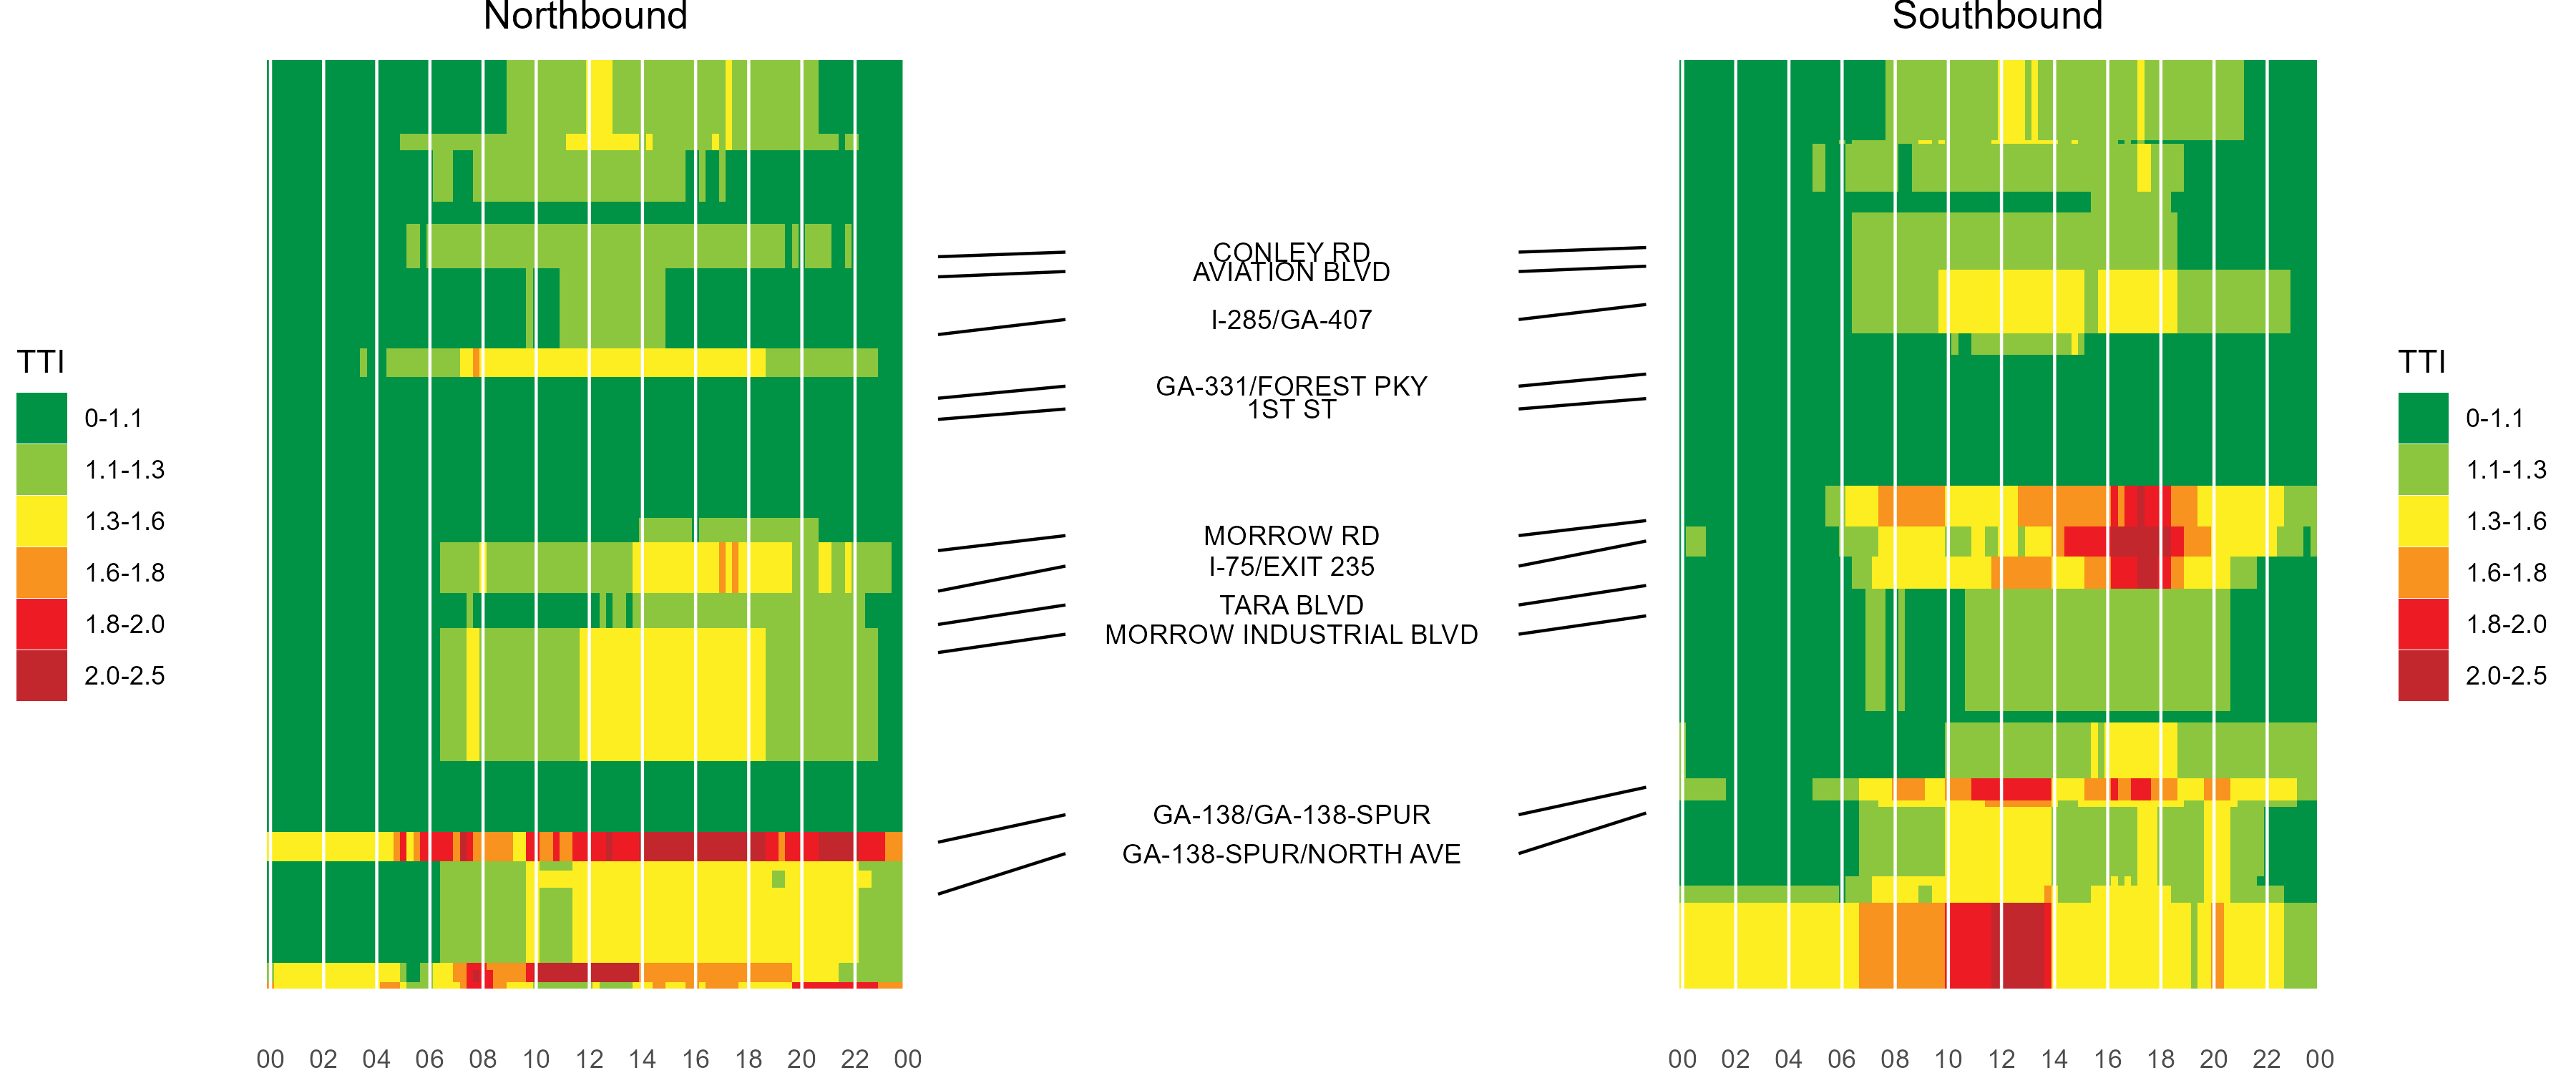 Northbound
Southbound
CONLEY RD
AVIATION BLVD
I-285/GA-407
GA-331/FOREST PKY
1ST ST
MORROW RD
I-75/EXIT 235
TARA BLVD
MORROW INDUSTRIAL BLVD
GA-138/GA-138-SPUR
GA-138-SPUR/NORTH AVE
TTI
0-1.1
1.1-1.3
1.3-1.6
1.6-1.8
1.8-2.0
2.0-2.5
TTI
0-1.1
1.1-1.3
1.3-1.6
1.6-1.8
1.8-2.0
2.0-2.5
00 02 04 06 08 10 12 14 16 18 20 22 00
00 02 04 06 08 10 12 14 16 18 20 22 00